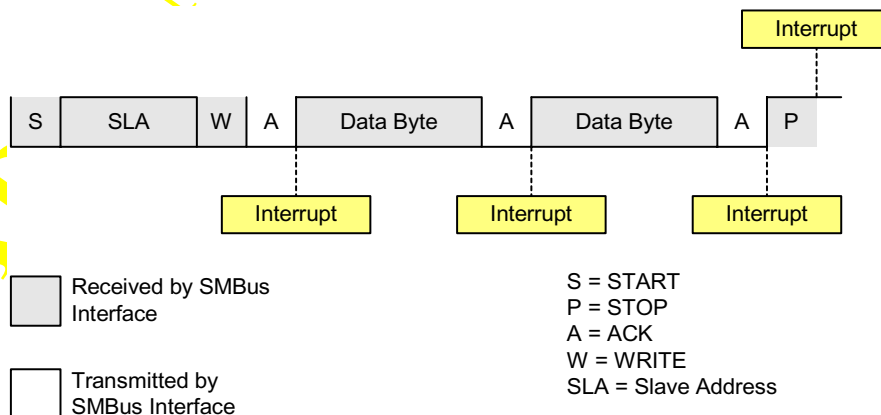 Interrupt
S SLA W A Data Byte A Data Byte A P
Interrupt Interrupt Interrupt
Received by SMBus
Interface
Transmitted by
SMBus Interface
S = START
P = STOP
A = ACK
W = WRITE
SLA = Slave Address